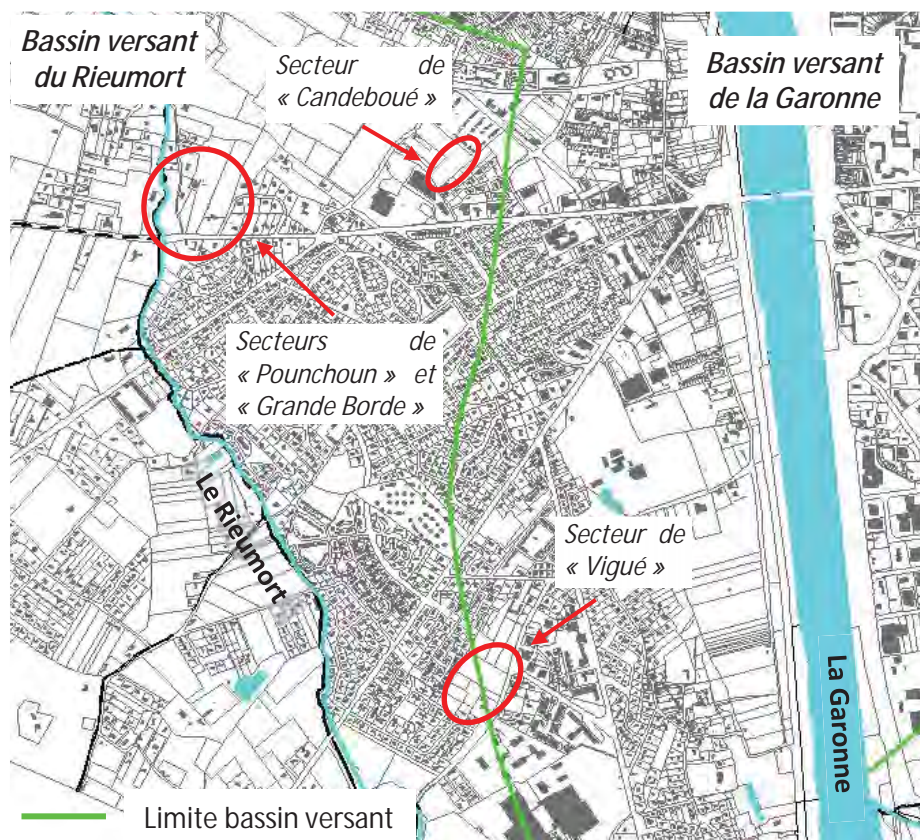 Bassin versant
du Rieumort
Secteur de
« Candeboué »
Bassin versant
de la Garonne
Secteurs de
« Pounchoun » et
« Grande Borde »
Le Rieumort
Secteur de
« Vigué »
La Garonne
Limite bassin versant